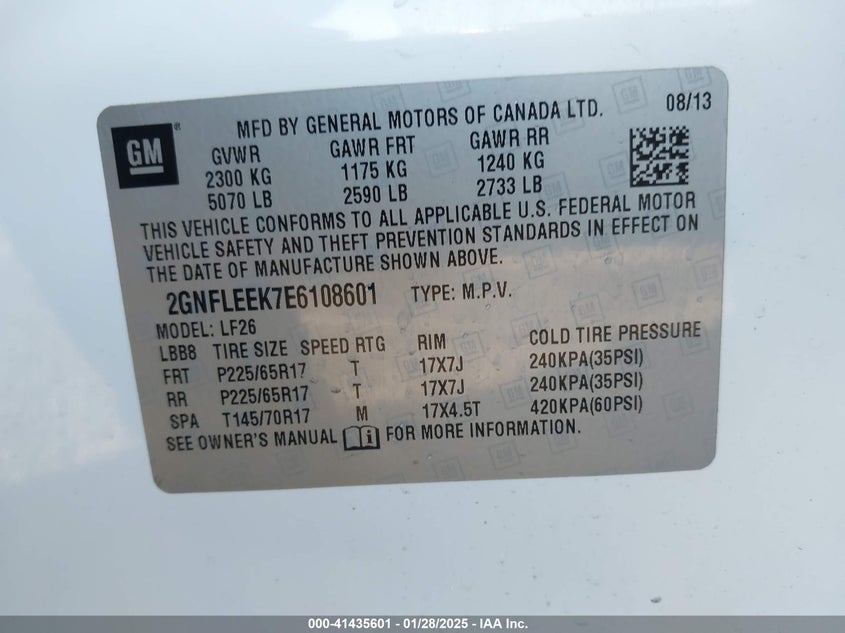 MFD BY GENERAL MOTORS OF CANADA LTD. 08/13
GM ®
GVWR GAWR FRT GAWR RR
2300 KG 1175 KG 1240 KG
5070 LB 2590 LB 2733 LB
THIS VEHICLE CONFORMS TO ALL APPLICABLE U.S. FEDERAL MOTOR
VEHICLE SAFETY AND THEFT PREVENTION STANDARDS IN EFFECT ON
THE DATE OF MANUFACTURE SHOWN ABOVE.
2GNFLEEK7E6108601 TYPE: M.P.V.
MODEL: LF26
LBB8 TIRE SIZE SPEED RTG RIM COLD TIRE PRESSURE
FRT P225/65R17 T 17X7J 240KPA(35PSI)
RR P225/65R17 T 17X7J 240KPA(35PSI)
SPA T145/70R17 M 17X4.5T 420KPA(60PSI)
SEE OWNER'S MANUAL FOR MORE INFORMATION.
000-41435601 - 01/28/2025 - IAA Inc.